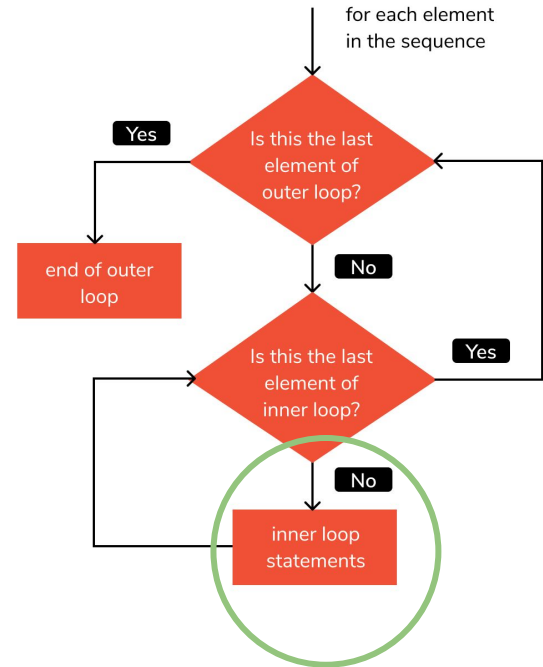 for each element
in the sequence
Is this the last
element of
outer loop?
Yes
end of outer
loop
No
Is this the last
element of
inner loop?
Yes
No
inner loop
statements